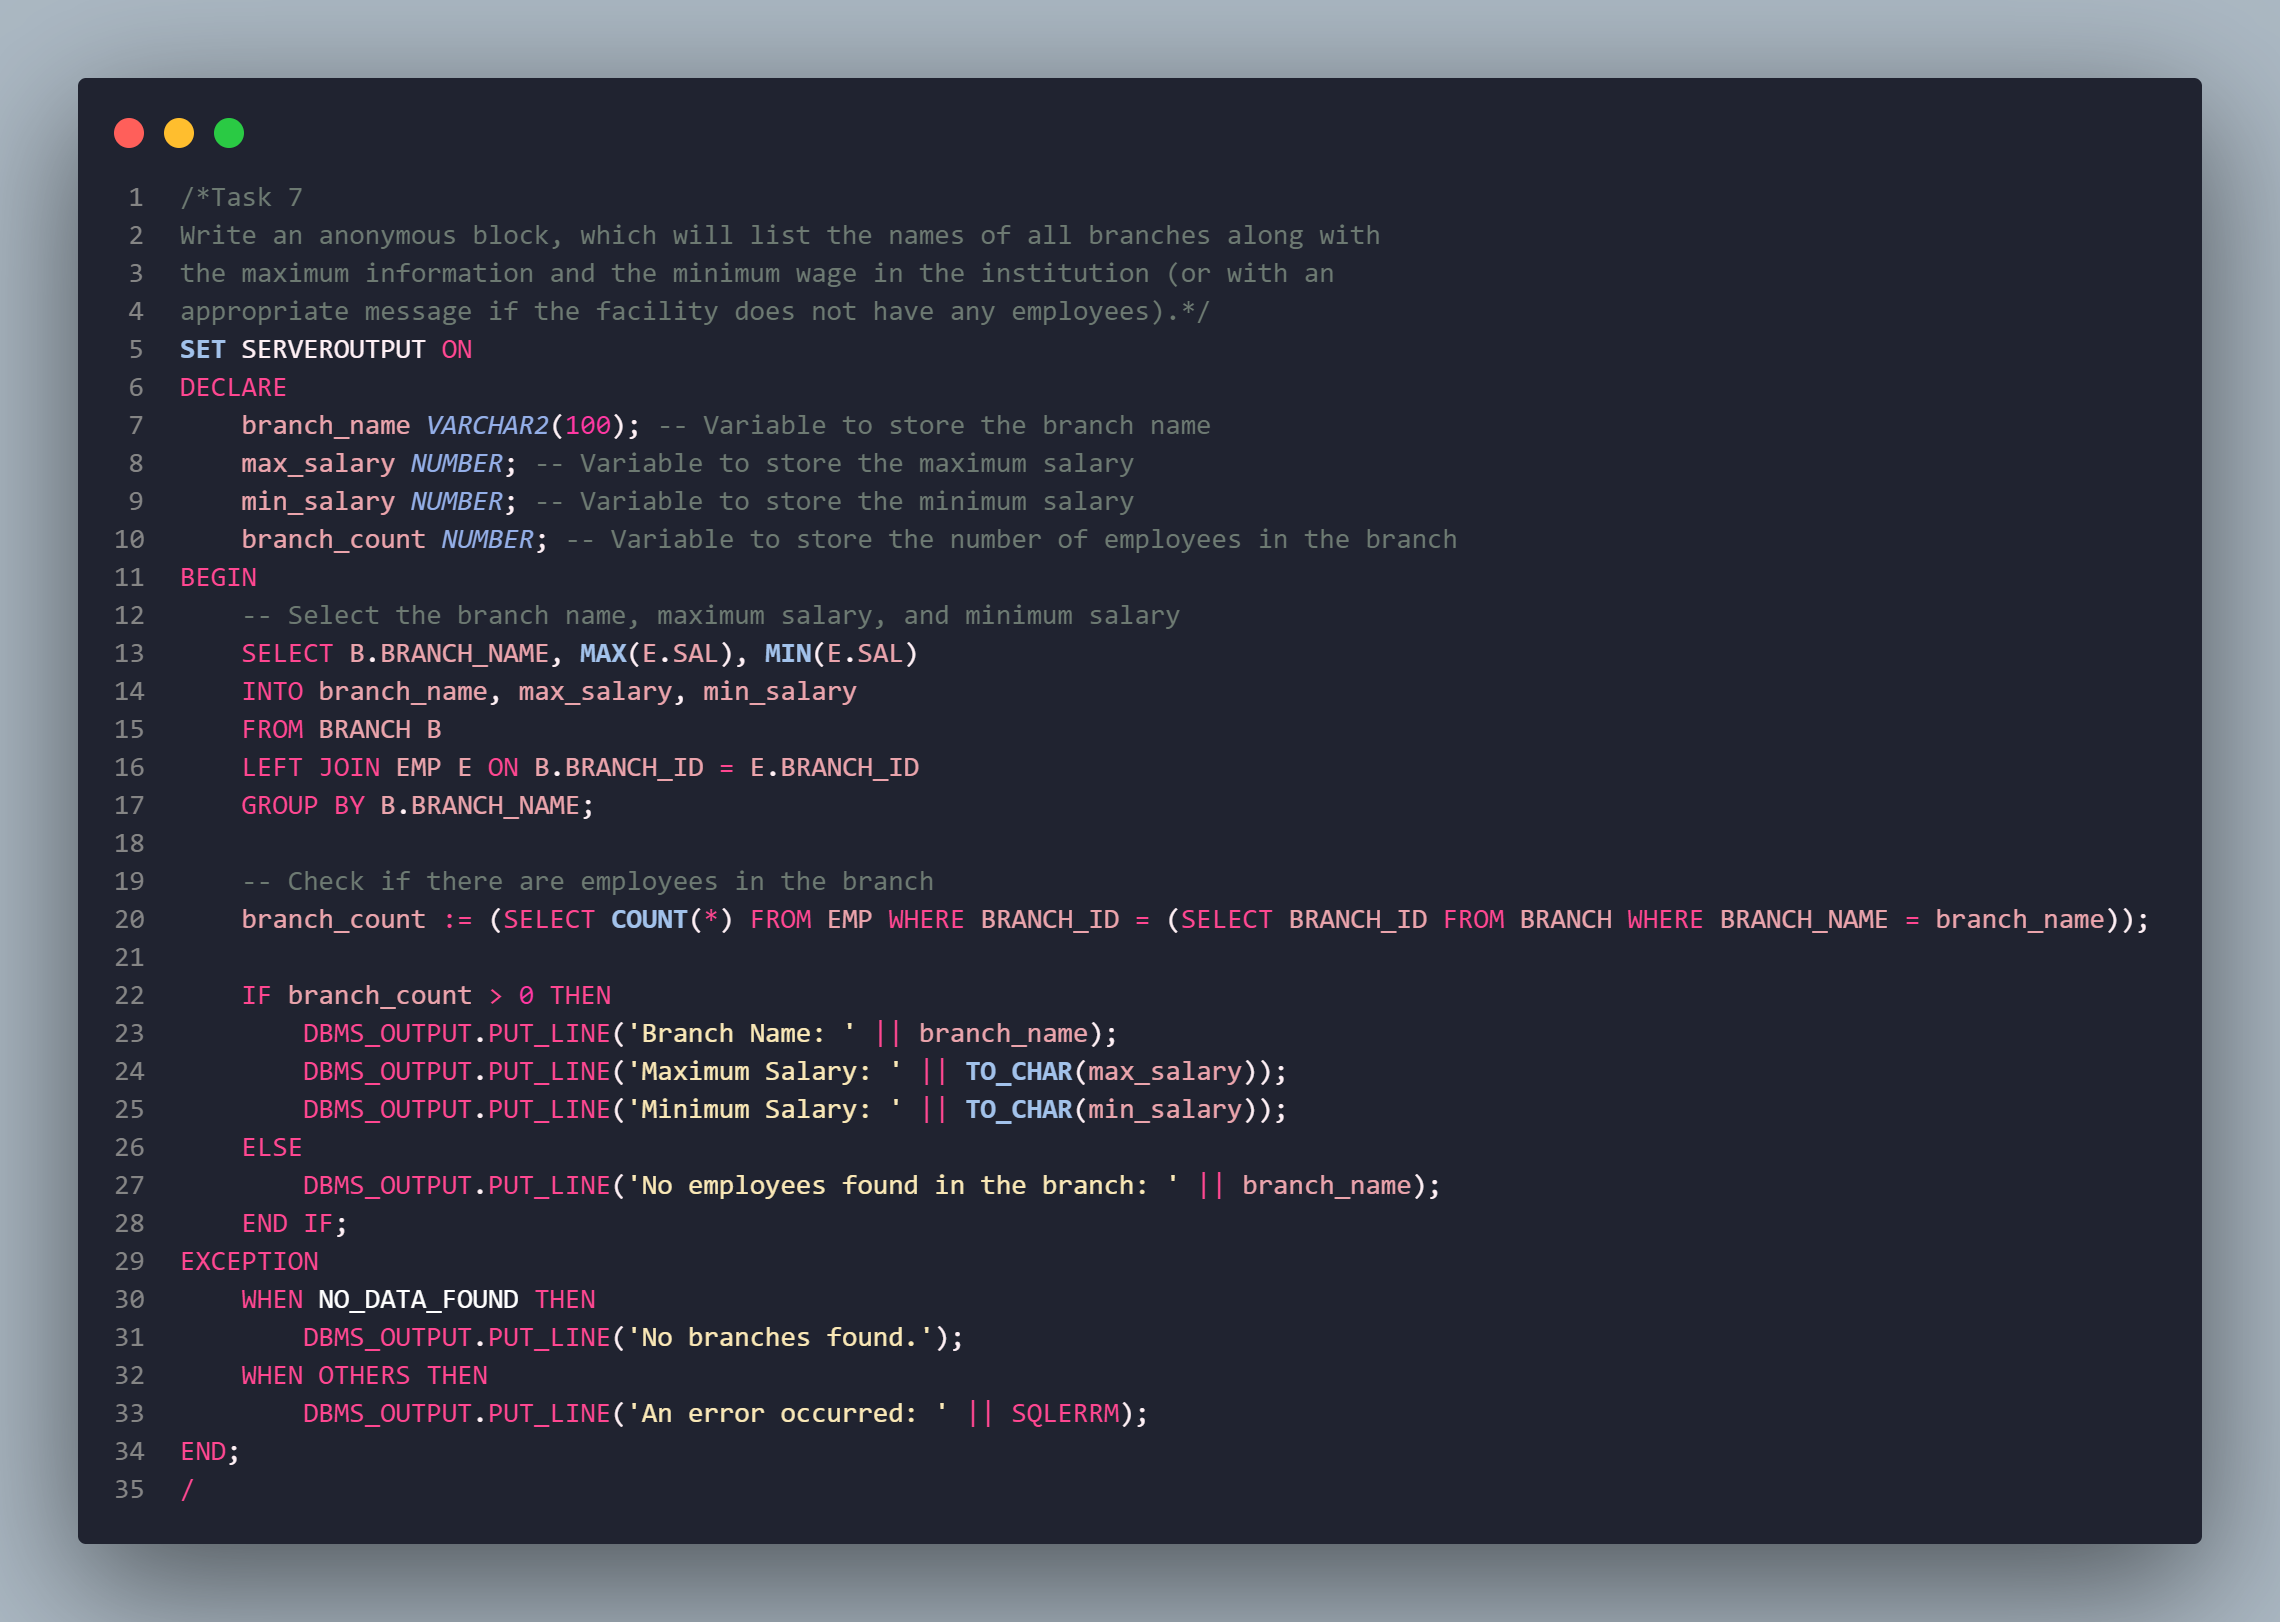 1 /*Task 7
2 Write an anonymous block, which will list the names of all branches along with
3 the maximum information and the minimum wage in the institution (or with an
4 appropriate message if the facility does not have any employees).*/
5 SET SERVEROUTPUT ON
6 DECLARE
7     branch_name VARCHAR2(100); -- Variable to store the branch name
8     max_salary NUMBER; -- Variable to store the maximum salary
9     min_salary NUMBER; -- Variable to store the minimum salary
10     branch_count NUMBER; -- Variable to store the number of employees in the branch
11 BEGIN
12     -- Select the branch name, maximum salary, and minimum salary
13     SELECT B.BRANCH_NAME, MAX(E.SAL), MIN(E.SAL)
14     INTO branch_name, max_salary, min_salary
15     FROM BRANCH B
16     LEFT JOIN EMP E ON B.BRANCH_ID = E.BRANCH_ID
17     GROUP BY B.BRANCH_NAME;
18
19     -- Check if there are employees in the branch
20     branch_count := (SELECT COUNT(*) FROM EMP WHERE BRANCH_ID = (SELECT BRANCH_ID FROM BRANCH WHERE BRANCH_NAME = branch_name));
21
22     IF branch_count > 0 THEN
23         DBMS_OUTPUT.PUT_LINE('Branch Name: ' || branch_name);
24         DBMS_OUTPUT.PUT_LINE('Maximum Salary: ' || TO_CHAR(max_salary));
25         DBMS_OUTPUT.PUT_LINE('Minimum Salary: ' || TO_CHAR(min_salary));
26     ELSE
27         DBMS_OUTPUT.PUT_LINE('No employees found in the branch: ' || branch_name);
28     END IF;
29 EXCEPTION
30     WHEN NO_DATA_FOUND THEN
31         DBMS_OUTPUT.PUT_LINE('No branches found.');
32     WHEN OTHERS THEN
33         DBMS_OUTPUT.PUT_LINE('An error occurred: ' || SQLERRM);
34 END;
35 /